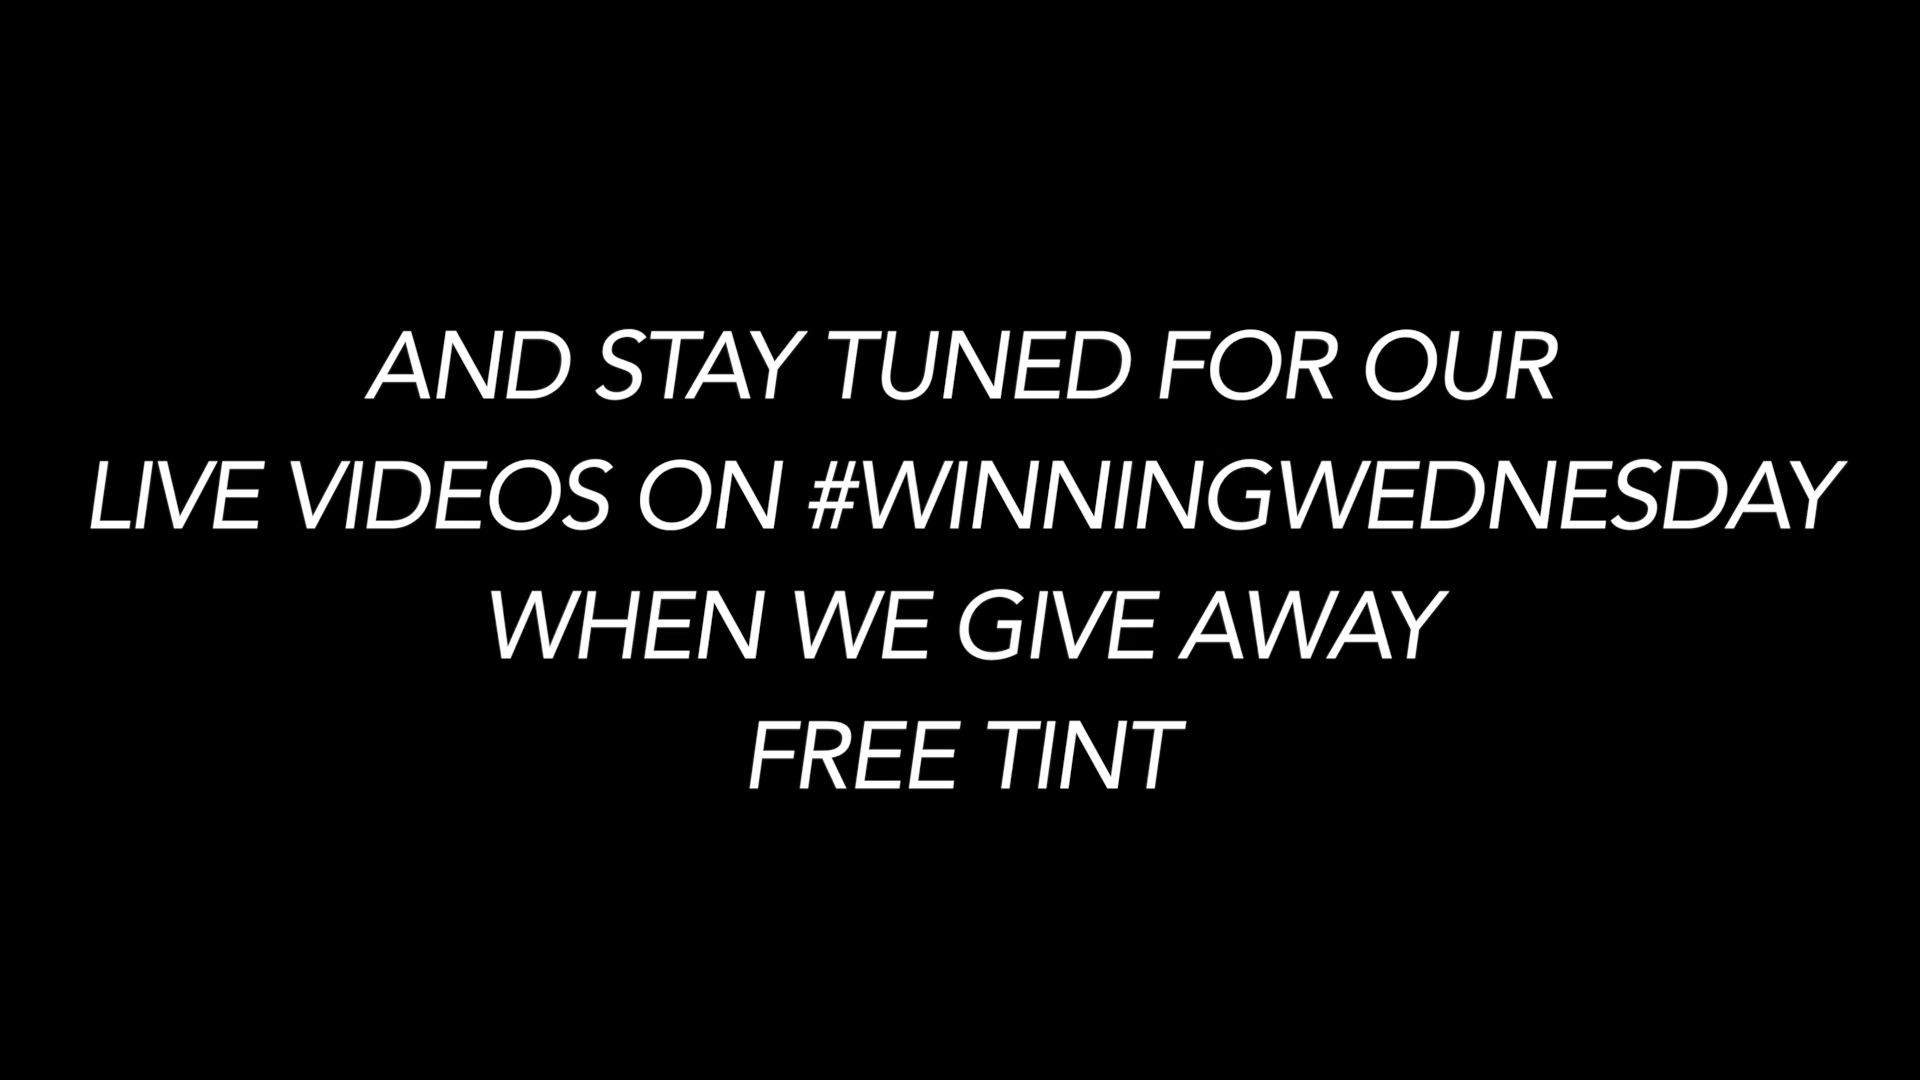 AND STAY TUNED FOR OUR
LIVE VIDEOS ON #WINNINGWEDNESDAY
WHEN WE GIVE AWAY
FREE TINT